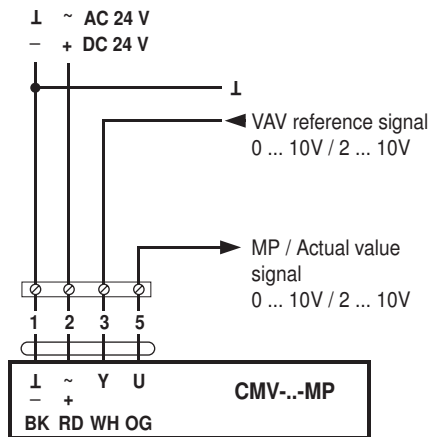 ⊥ ~ AC 24 V
– + DC 24 V
⊥
VAV reference signal
0 ... 10V / 2 ... 10V
MP / Actual value
signal
0 ... 10V / 2 ... 10V
1 2 3 5
⊥ ~ Y U
– +
CMV-..-MP
BK RD WH OG